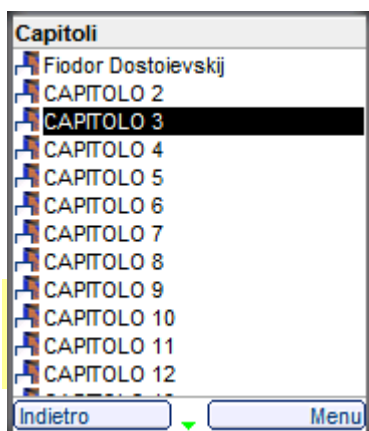 Capitoli
Fiodor Dostoievskij
CAPITOLO 2
CAPITOLO 3
CAPITOLO 4
CAPITOLO 5
CAPITOLO 6
CAPITOLO 7
CAPITOLO 8
CAPITOLO 9
CAPITOLO 10
CAPITOLO 11
CAPITOLO 12
Indietro Menu